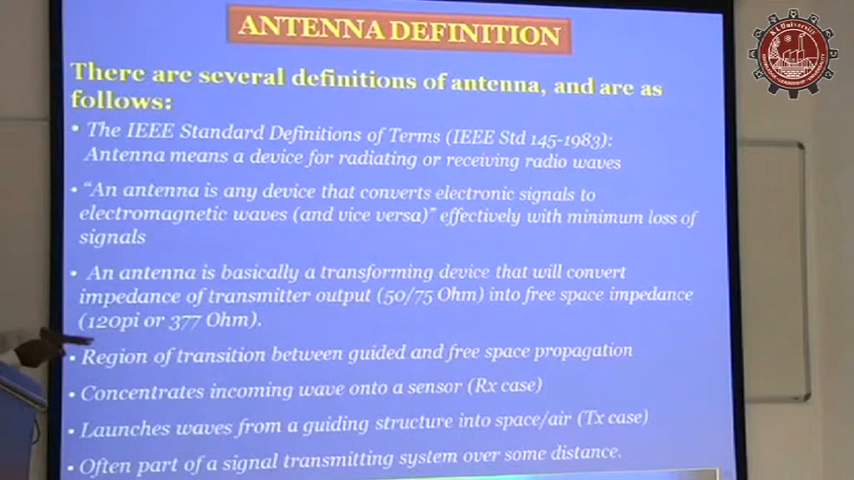 ANTENNA DEFINITION
There are several definitions of antenna, and are as
follows:
• The IEEE Standard Definitions of Terms (IEEE Std 145-1983):
Antenna means a device for radiating or receiving radio waves
• "An antenna is any device that converts electronic signals to
electromagnetic waves (and vice versa)" effectively with minimum loss of
signals
• An antenna is basically a transforming device that will convert
impedance of transmitter output (50/75 Ohm) into free space impedance
(120pi or 377 Ohm).
• Region of transition between guided and free space propagation
• Concentrates incoming wave onto a sensor (Rx case)
• Launches waves from a guiding structure into space/air (Tx case)
• Often part of a signal transmitting system over some distance.